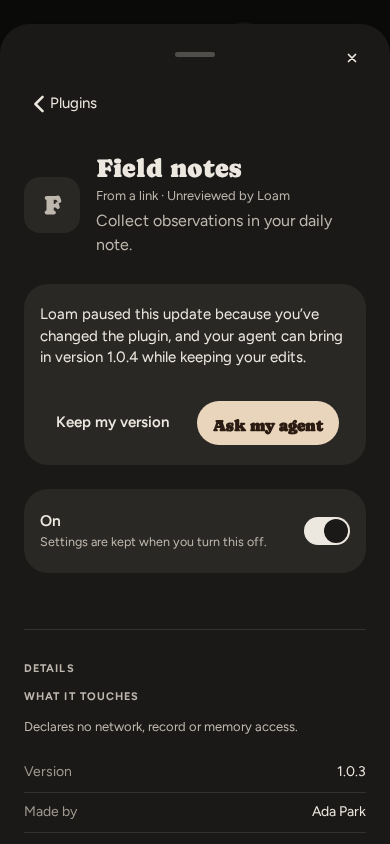 Plugins
F
Field notes
From a link · Unreviewed by Loam
Collect observations in your daily
note.
Loam paused this update because you’ve
changed the plugin, and your agent can bring
in version 1.0.4 while keeping your edits.
Keep my version
Ask my agent
On
Settings are kept when you turn this off.
DETAILS
WHAT IT TOUCHES
Declares no network, record or memory access.
Version 1.0.3
Made by Ada Park